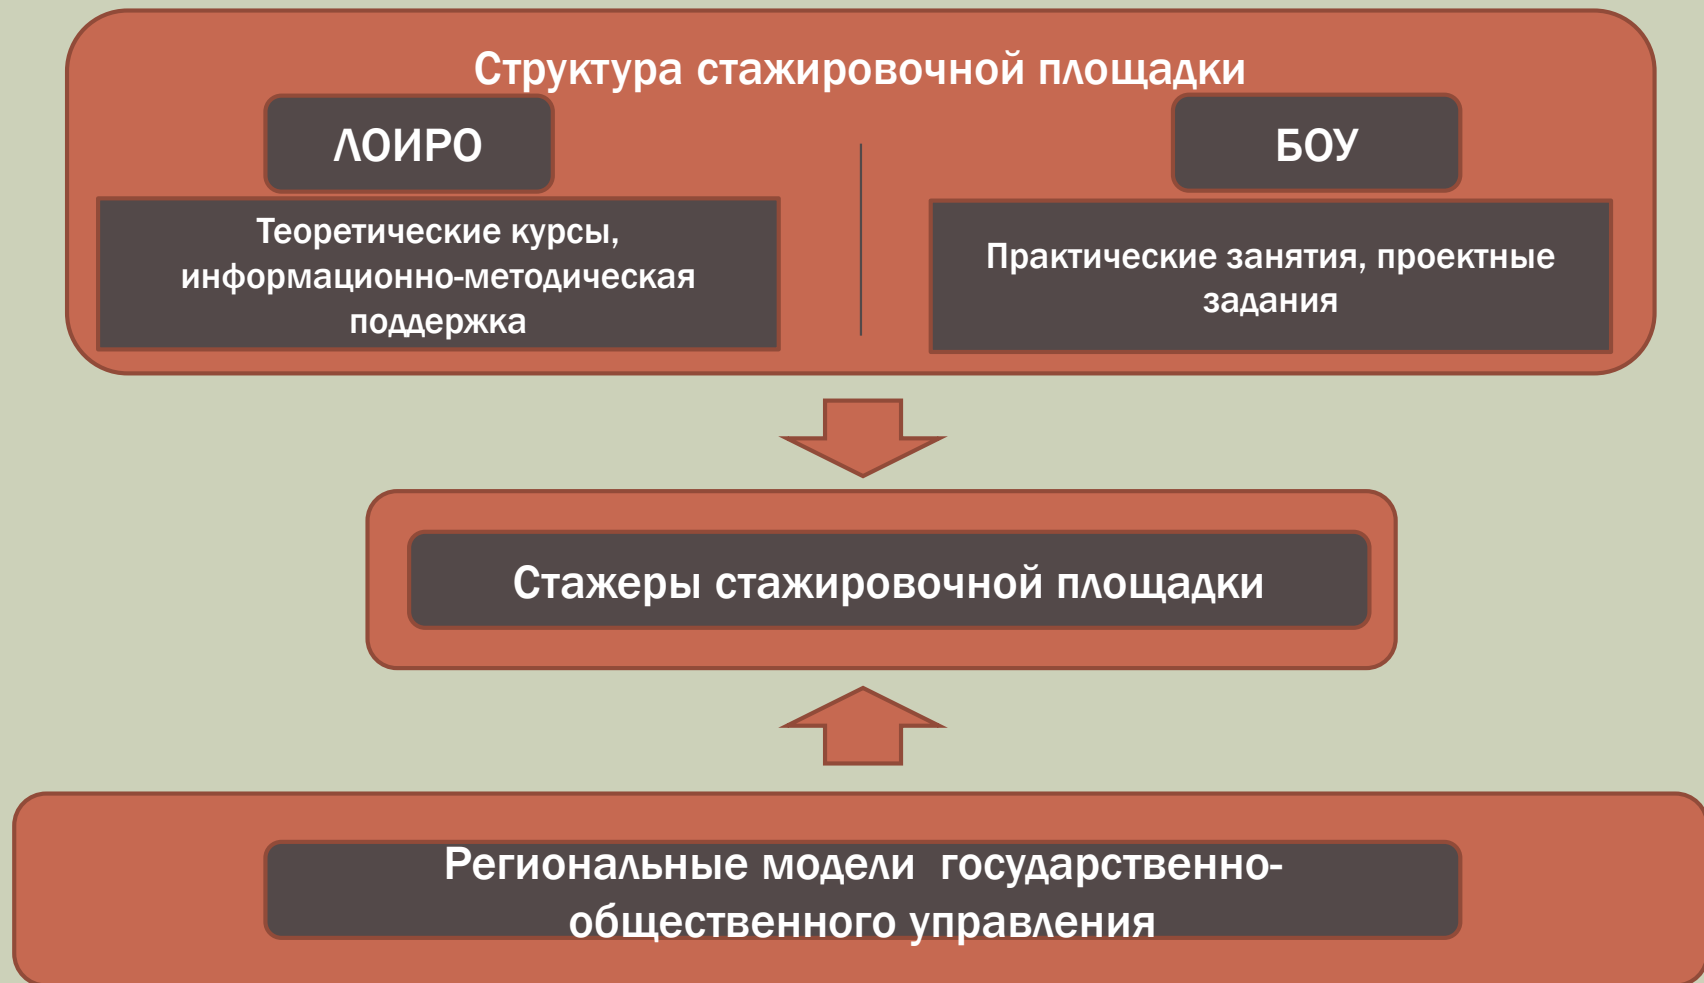 Структура стажировочной площадки
ЛОИРО
Теоретические курсы,
информационно-методическая
поддержка
БОУ
Практические занятия, проектные
задания
Стажеры стажировочной площадки
Региональные модели  государственно-
общественного управления